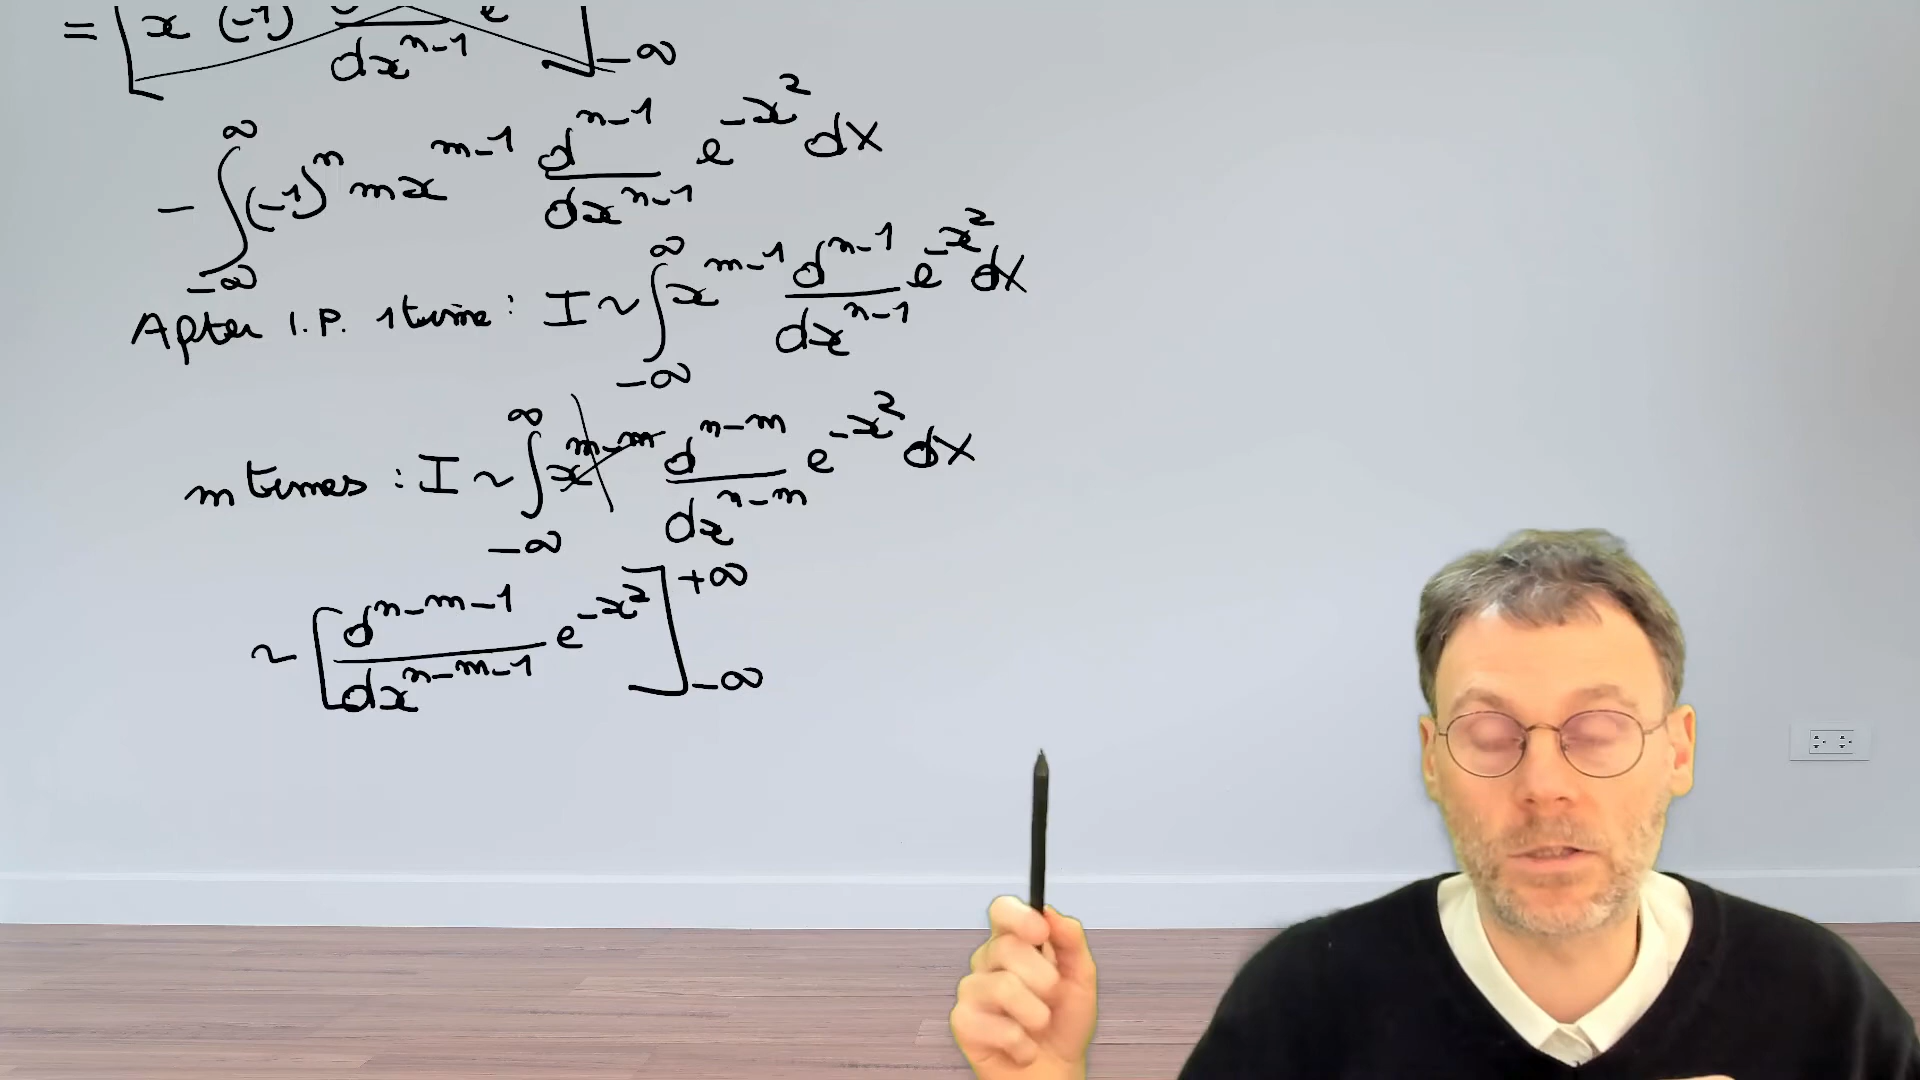 = [x (-1) d/dx^{n-1} e ]_{-∞}
- ∫_{-∞}^{∞} (-1)^n m x^{m-1} d^{n-1}/dx^{n-1} e^{-x^2} dx
After I.P. 1 time : I ~ ∫_{-∞}^{∞} x^{m-1} d^{n-1}/dx^{n-1} e^{-x^2} dx
m times : I ~ ∫_{-∞}^{∞} x^{m-m} d^{n-m}/dx^{n-m} e^{-x^2} dx
~ [d^{n-m-1}/dx^{n-m-1} e^{-x^2}]_{-∞}^{+∞}